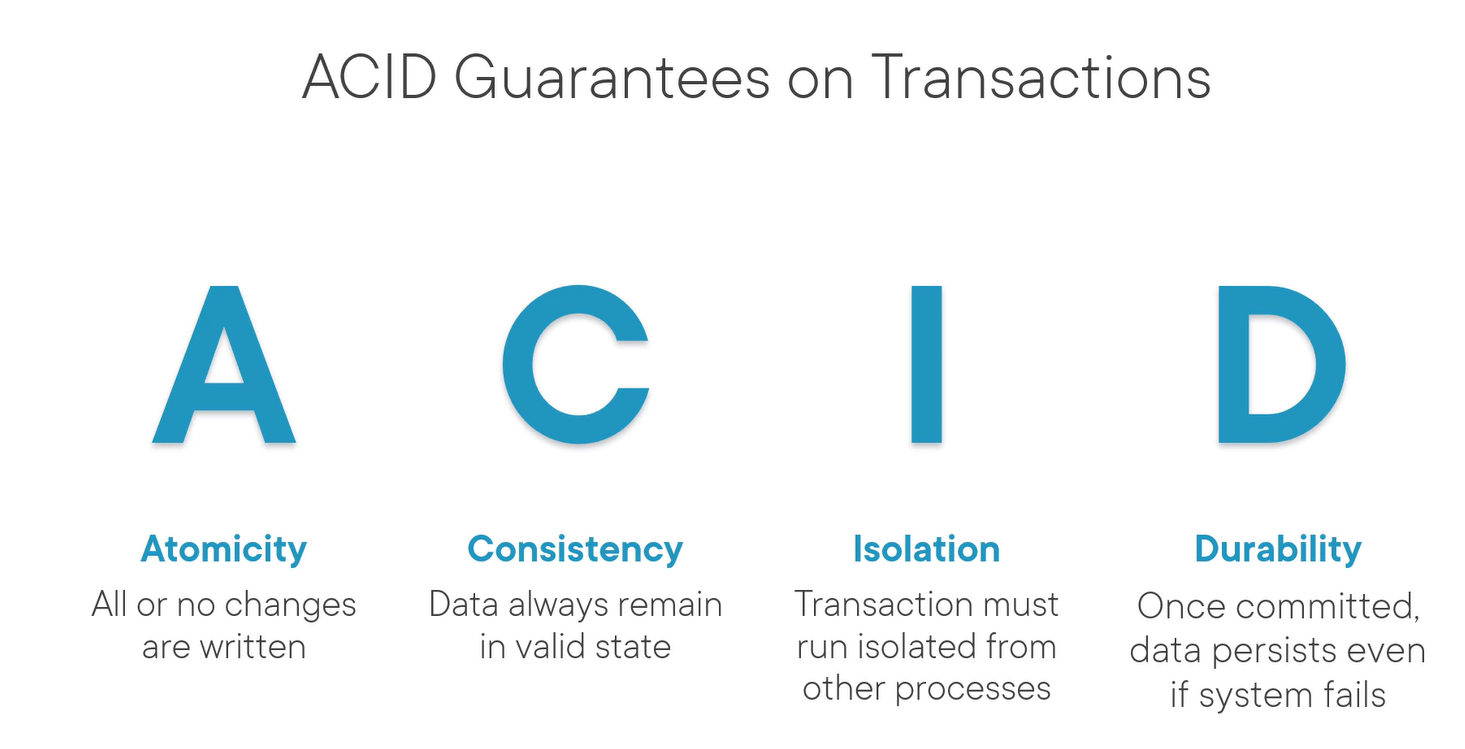 ACID Guarantees on Transactions
A C I D
Atomicity
All or no changes
are written
Consistency
Data always remain
in valid state
Isolation
Transaction must
run isolated from
other processes
Durability
Once committed,
data persists even
if system fails